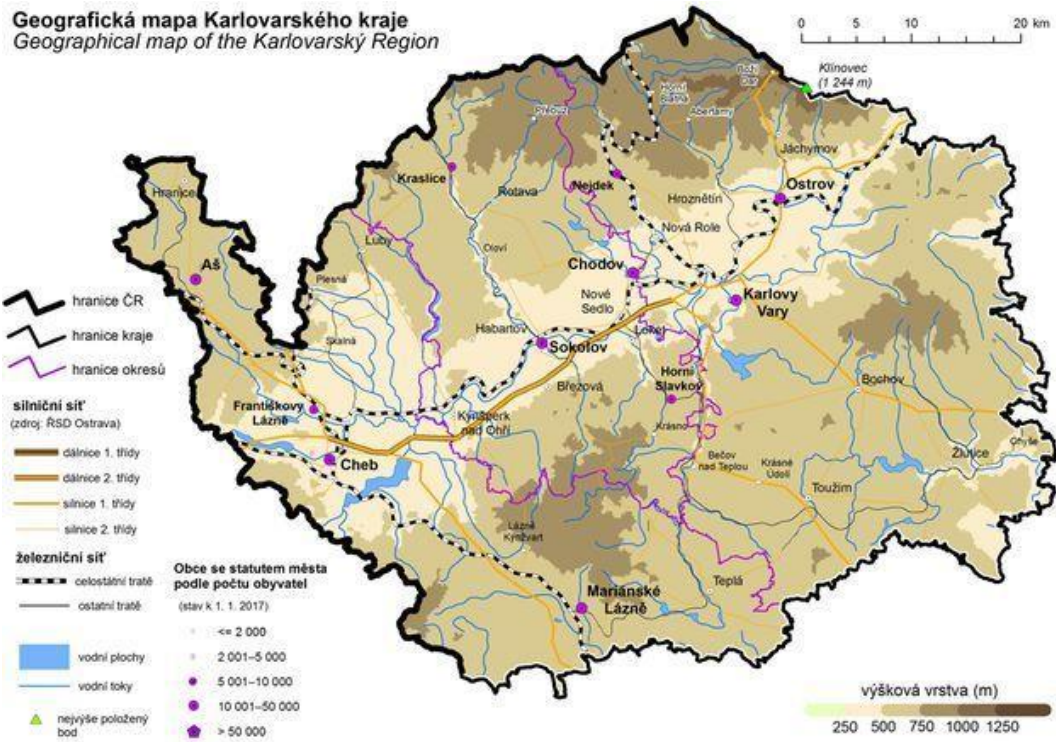 Geografická mapa Karlovarského kraje
Geographical map of the Karlovarský Region
0 5 10 20 km
Klínovec
(1 244 m)
Boží
Dar
Horní
Blatná
Abertamy
Přebuz
Jáchymov
Kraslice
Rotava
Nejdek
Ostrov
Hroznětín
Hranice
Nová Role
Luby
Oloví
Aš
Chodov
Plesná
Nové
Sedlo
Karlovy
Vary
Skalná
Habartov
Loket
Sokolov
Horní
Slavkov
Březová
Bochov
Františkovy
Lázně
Kynšperk
nad Ohří
Krásno
Cheb
Bečov
nad Teplou
Krásné
Údolí
Žlutice
Chyše
Toužim
Lázně
Kynžvart
Teplá
Mariánské
Lázně
hranice ČR
hranice kraje
hranice okresů
silniční síť
(zdroj: ŘSD Ostrava)
dálnice 1. třídy
dálnice 2. třídy
silnice 1. třídy
silnice 2. třídy
železniční síť
celostátní tratě
ostatní tratě
vodní plochy
vodní toky
nejvýše položený
bod
Obce se statutem města
podle počtu obyvatel
(stav k 1. 1. 2017)
<= 2 000
2 001–5 000
5 001–10 000
10 001–50 000
> 50 000
výšková vrstva (m)
250 500 750 1000 1250